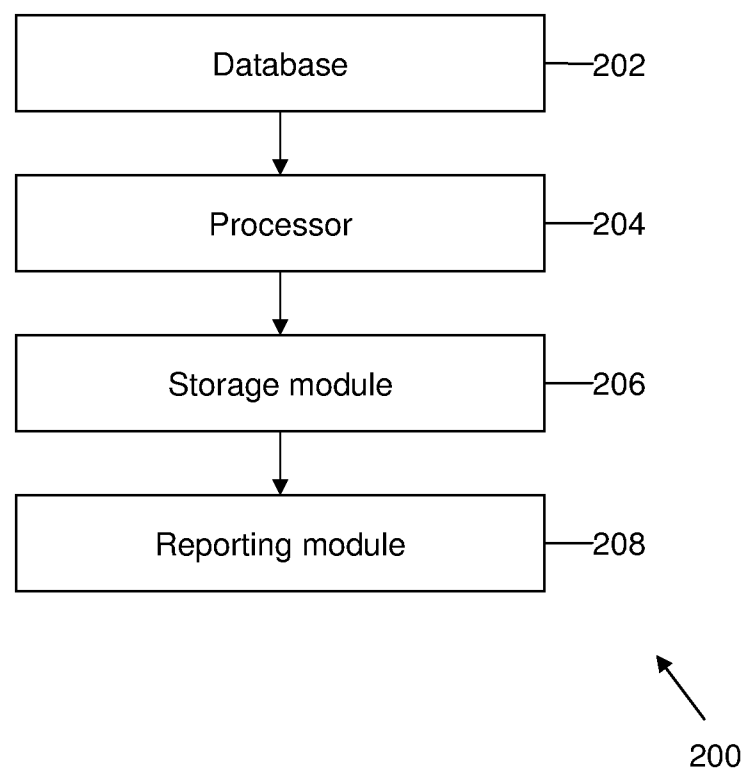 Database 202
Processor 204
Storage module 206
Reporting module 208
200